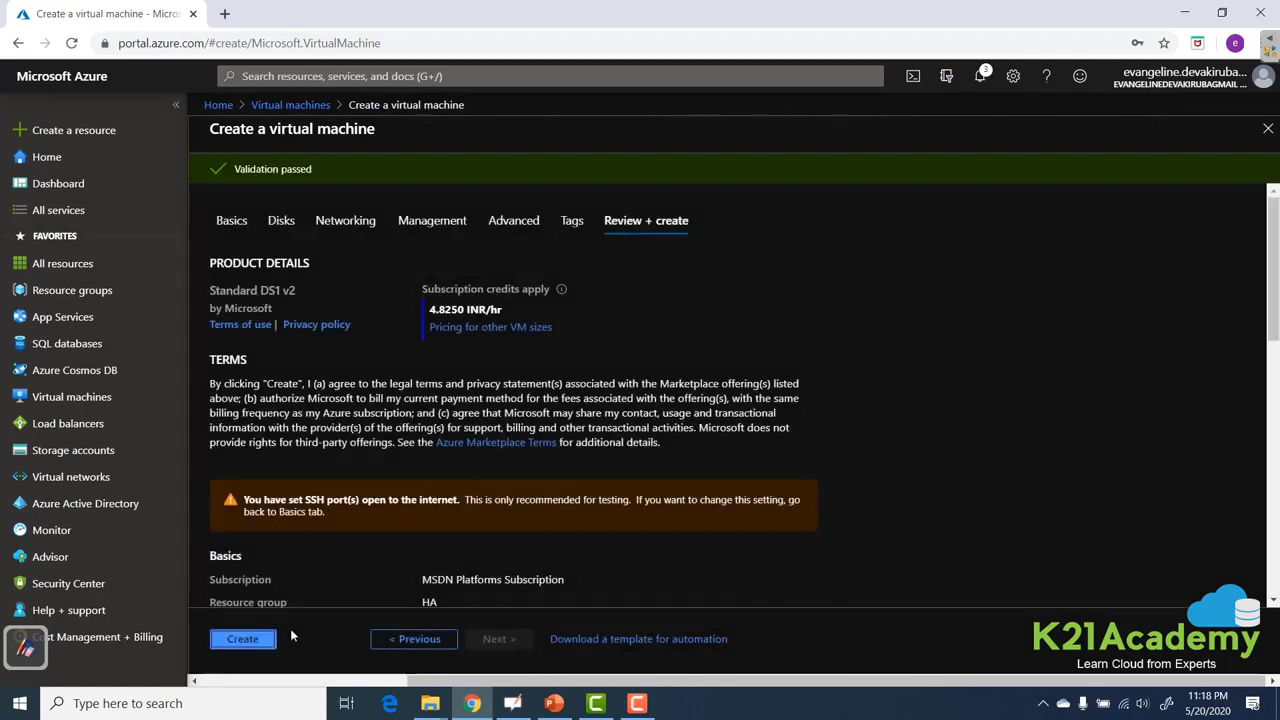 Create a virtual machine - Micros
portal.azure.com/#create/Microsoft.VirtualMachine
e
Microsoft Azure
Search resources, services, and docs (G+/)
3
evangeline.devakiruba...
EVANGELINEDEVAKIRUBAGMAIL ...
Home > Virtual machines > Create a virtual machine
Create a virtual machine
Validation passed
Create a resource
Home
Dashboard
All services
FAVORITES
All resources
Resource groups
App Services
SQL databases
Azure Cosmos DB
Virtual machines
Load balancers
Storage accounts
Virtual networks
Azure Active Directory
Monitor
Advisor
Security Center
Help + support
Cost Management + Billing
Basics Disks Networking Management Advanced Tags Review + create
PRODUCT DETAILS
Standard DS1 v2
by Microsoft
Terms of use | Privacy policy
Subscription credits apply
4.8250 INR/hr
Pricing for other VM sizes
TERMS
By clicking "Create", I (a) agree to the legal terms and privacy statement(s) associated with the Marketplace offering(s) listed
above; (b) authorize Microsoft to bill my current payment method for the fees associated with the offering(s), with the same
billing frequency as my Azure subscription; and (c) agree that Microsoft may share my contact, usage and transactional
information with the provider(s) of the offering(s) for support, billing and other transactional activities. Microsoft does not
provide rights for third-party offerings. See the Azure Marketplace Terms for additional details.
You have set SSH port(s) open to the internet. This is only recommended for testing. If you want to change this setting, go
back to Basics tab.
Basics
Subscription MSDN Platforms Subscription
Resource group HA
Create < Previous Next > Download a template for automation
K21Academy
Learn Cloud from Experts
Type here to search
11:18 PM
5/20/2020